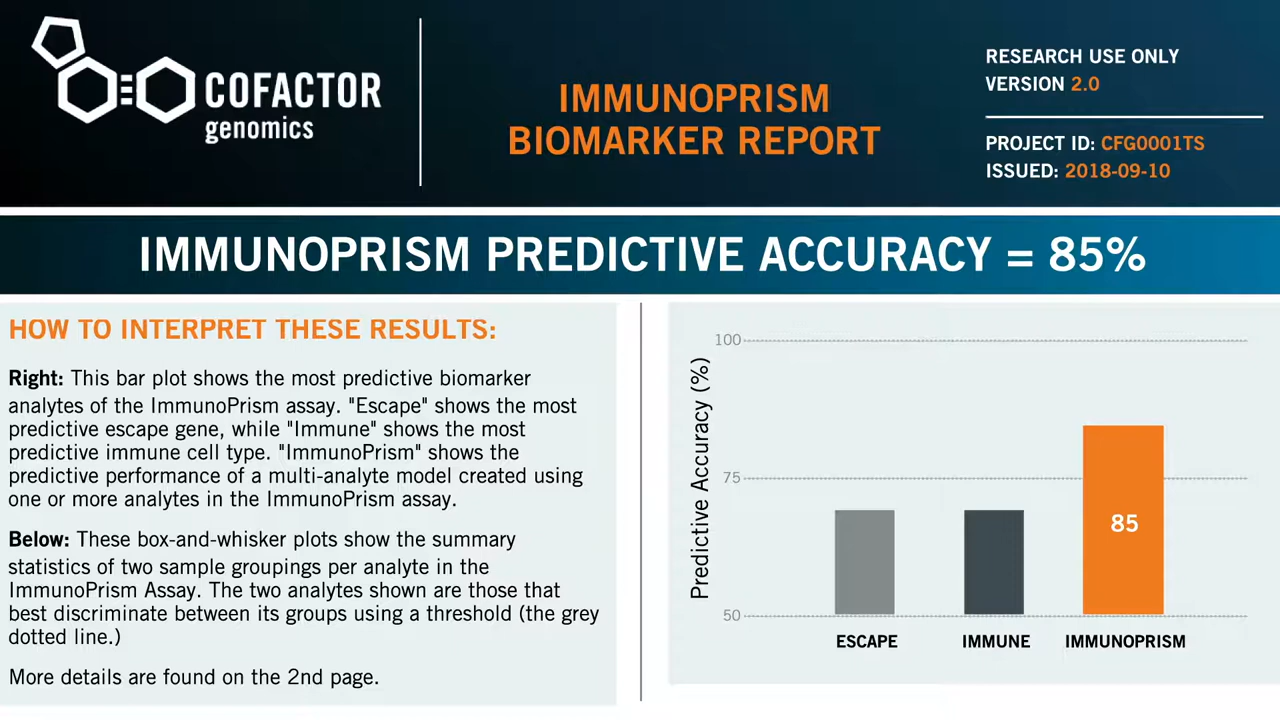 COFACTOR
genomics
IMMUNOPRISM
BIOMARKER REPORT
RESEARCH USE ONLY
VERSION 2.0
PROJECT ID: CFG0001TS
ISSUED: 2018-09-10
IMMUNOPRISM PREDICTIVE ACCURACY = 85%
HOW TO INTERPRET THESE RESULTS:
Right: This bar plot shows the most predictive biomarker
analytes of the ImmunoPrism assay. "Escape" shows the most
predictive escape gene, while "Immune" shows the most
predictive immune cell type. "ImmunoPrism" shows the
predictive performance of a multi-analyte model created using
one or more analytes in the ImmunoPrism assay.
Below: These box-and-whisker plots show the summary
statistics of two sample groupings per analyte in the
ImmunoPrism Assay. The two analytes shown are those that
best discriminate between its groups using a threshold (the grey
dotted line.)
More details are found on the 2nd page.
Predictive Accuracy (%)
100
75
50
85
ESCAPE
IMMUNE
IMMUNOPRISM